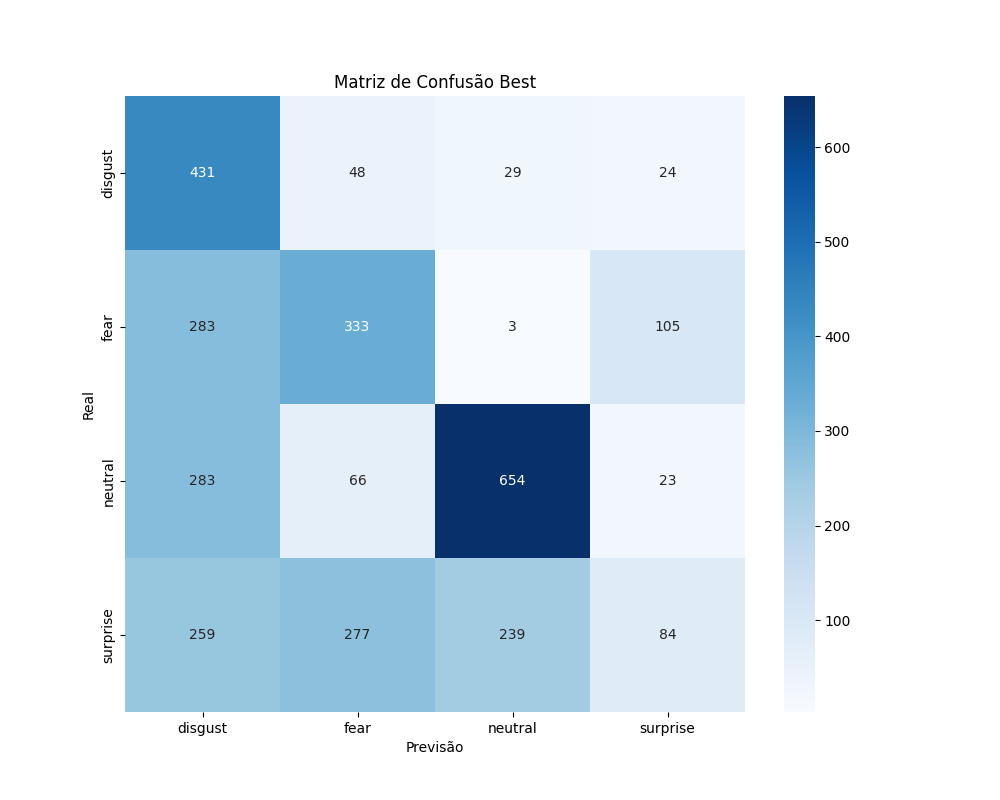 Matriz de Confusão Best
disgust 431 48 29 24
fear 283 333 3 105
neutral 283 66 654 23
surprise 259 277 239 84
disgust fear neutral surprise
Previsão
Real
600
500
400
300
200
100